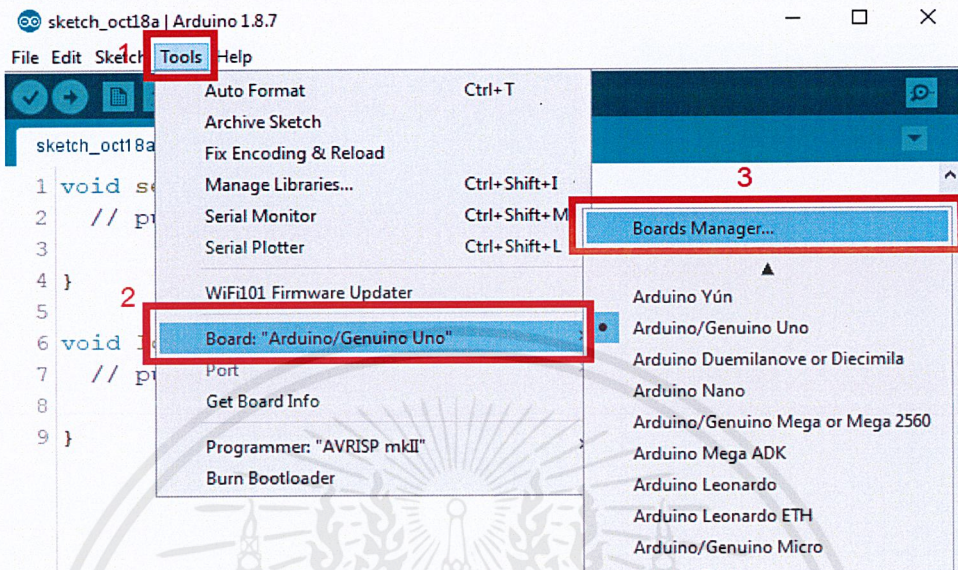 sketch_oct18a | Arduino 1.8.7
File Edit Sketch Tools Help
1
sketch_oct18a
1 void se
2 // pu
3
4 }
5
6 void lo
7 // pu
8
9 }
Auto Format Ctrl+T
Archive Sketch
Fix Encoding & Reload
Manage Libraries... Ctrl+Shift+I
Serial Monitor Ctrl+Shift+M
Serial Plotter Ctrl+Shift+L
WiFi101 Firmware Updater
2
Board: "Arduino/Genuino Uno"
Port
Get Board Info
Programmer: "AVRISP mkII"
Burn Bootloader
3
Boards Manager...
Arduino Yún
Arduino/Genuino Uno
Arduino Duemilanove or Diecimila
Arduino Nano
Arduino/Genuino Mega or Mega 2560
Arduino Mega ADK
Arduino Leonardo
Arduino Leonardo ETH
Arduino/Genuino Micro